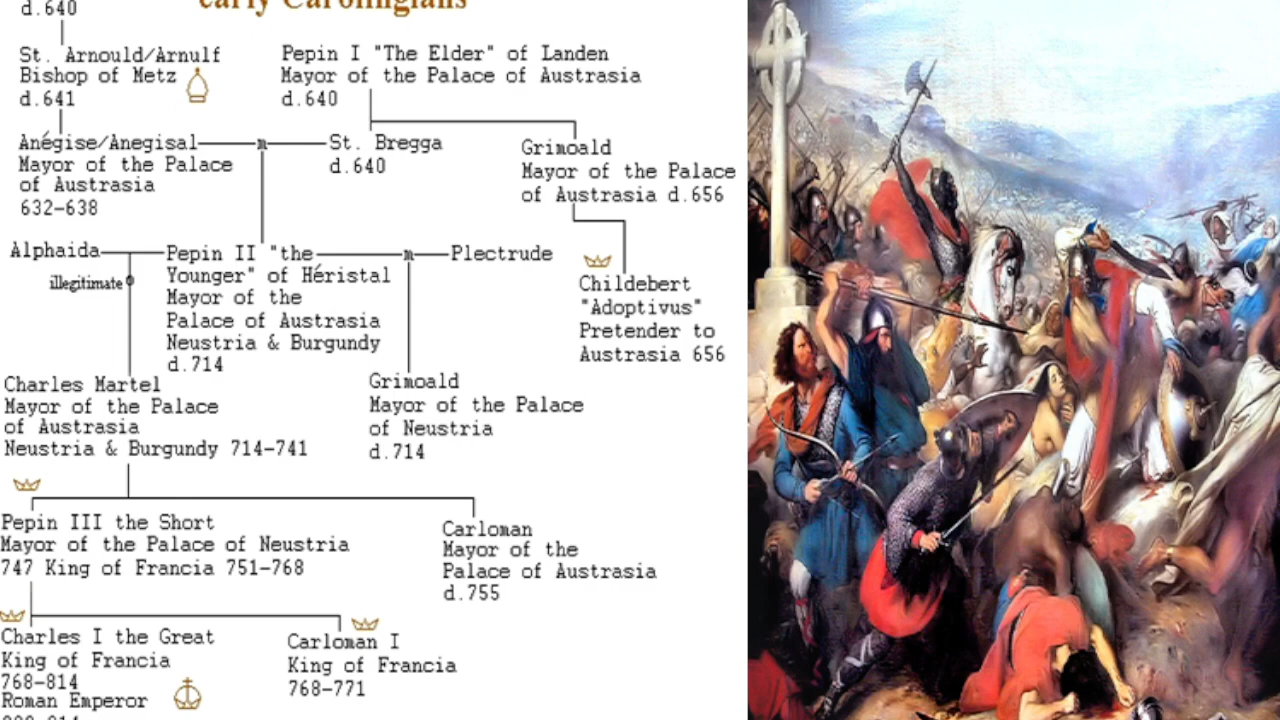 early Carolingians
d.640
St. Arnould/Arnulf
Bishop of Metz
d.641
Pepin I "The Elder" of Landen
Mayor of the Palace of Austrasia
d.640
Anégise/Anegisal
Mayor of the Palace
of Austrasia
632-638
m
St. Bregga
d.640
Grimoald
Mayor of the Palace
of Austrasia d.656
Alphaida
illegitimate
Pepin II "the
Younger" of Héristal
Mayor of the
Palace of Austrasia
Neustria & Burgundy
d.714
m
Plectrude
Childebert
"Adoptivus"
Pretender to
Austrasia 656
Charles Martel
Mayor of the Palace
of Austrasia
Neustria & Burgundy 714-741
Grimoald
Mayor of the Palace
of Neustria
d.714
Pepin III the Short
Mayor of the Palace of Neustria
747 King of Francia 751-768
Carloman
Mayor of the
Palace of Austrasia
d.755
Charles I the Great
King of Francia
768-814
Roman Emperor
Carloman I
King of Francia
768-771